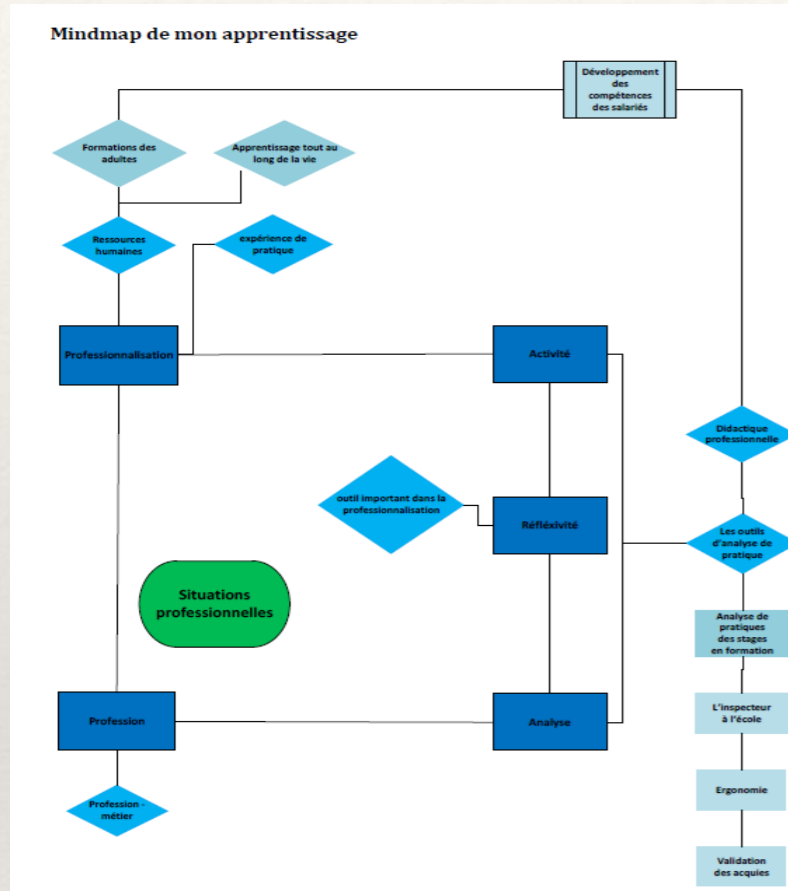 Mindmap de mon apprentissage
Développement
des
compétences
des salariés
Formations des
adultes
Apprentissage tout au
long de la vie
Ressources
humaines
expérience de
pratique
Professionnalisation
Activité
Didactique
professionnelle
outil important dans la
professionnalisation
Réfléxivité
Les outils
d'analyse de
pratique
Situations
professionnelles
Analyse de
pratiques
des stages
en formation
Profession
Analyse
L'inspecteur
à l'école
Profession -
métier
Ergonomie
Validation
des acquies